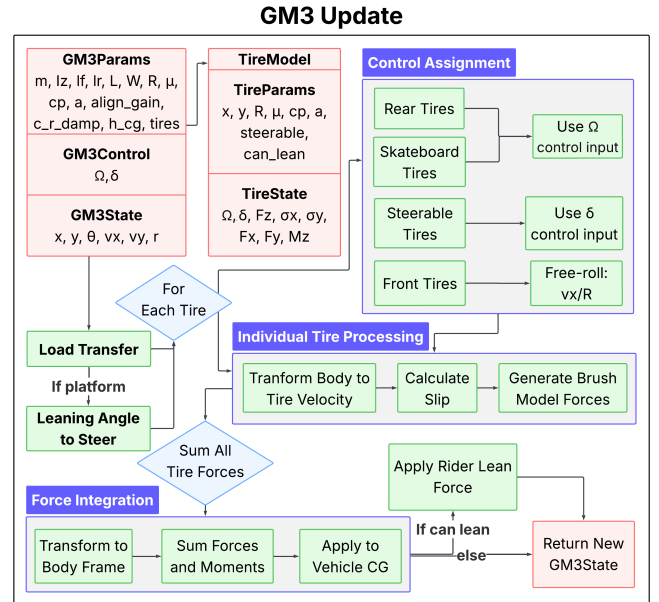 GM3 Update
GM3Params
m, Iz, lf, lr, L, W, R, μ,
cp, a, align_gain,
c_r_damp, h_cg, tires
GM3Control
Ω,δ
GM3State
x, y, θ, vx, vy, r
TireModel
TireParams
x, y, R, μ, cp, a,
steerable,
can_lean
TireState
Ω, δ, Fz, σx, σy,
Fx, Fy, Mz
Control Assignment
Rear Tires
Skateboard
Tires
Use Ω
control input
Steerable
Tires
Use δ
control input
Front Tires
Free-roll:
vx/R
For
Each Tire
Load Transfer
If platform
Leaning Angle
to Steer
Individual Tire Processing
Tranform Body to
Tire Velocity
Calculate
Slip
Generate Brush
Model Forces
Sum All
Tire Forces
Force Integration
Transform to
Body Frame
Sum Forces
and Moments
Apply to
Vehicle CG
Apply Rider Lean
Force
If can lean
else
Return New
GM3State